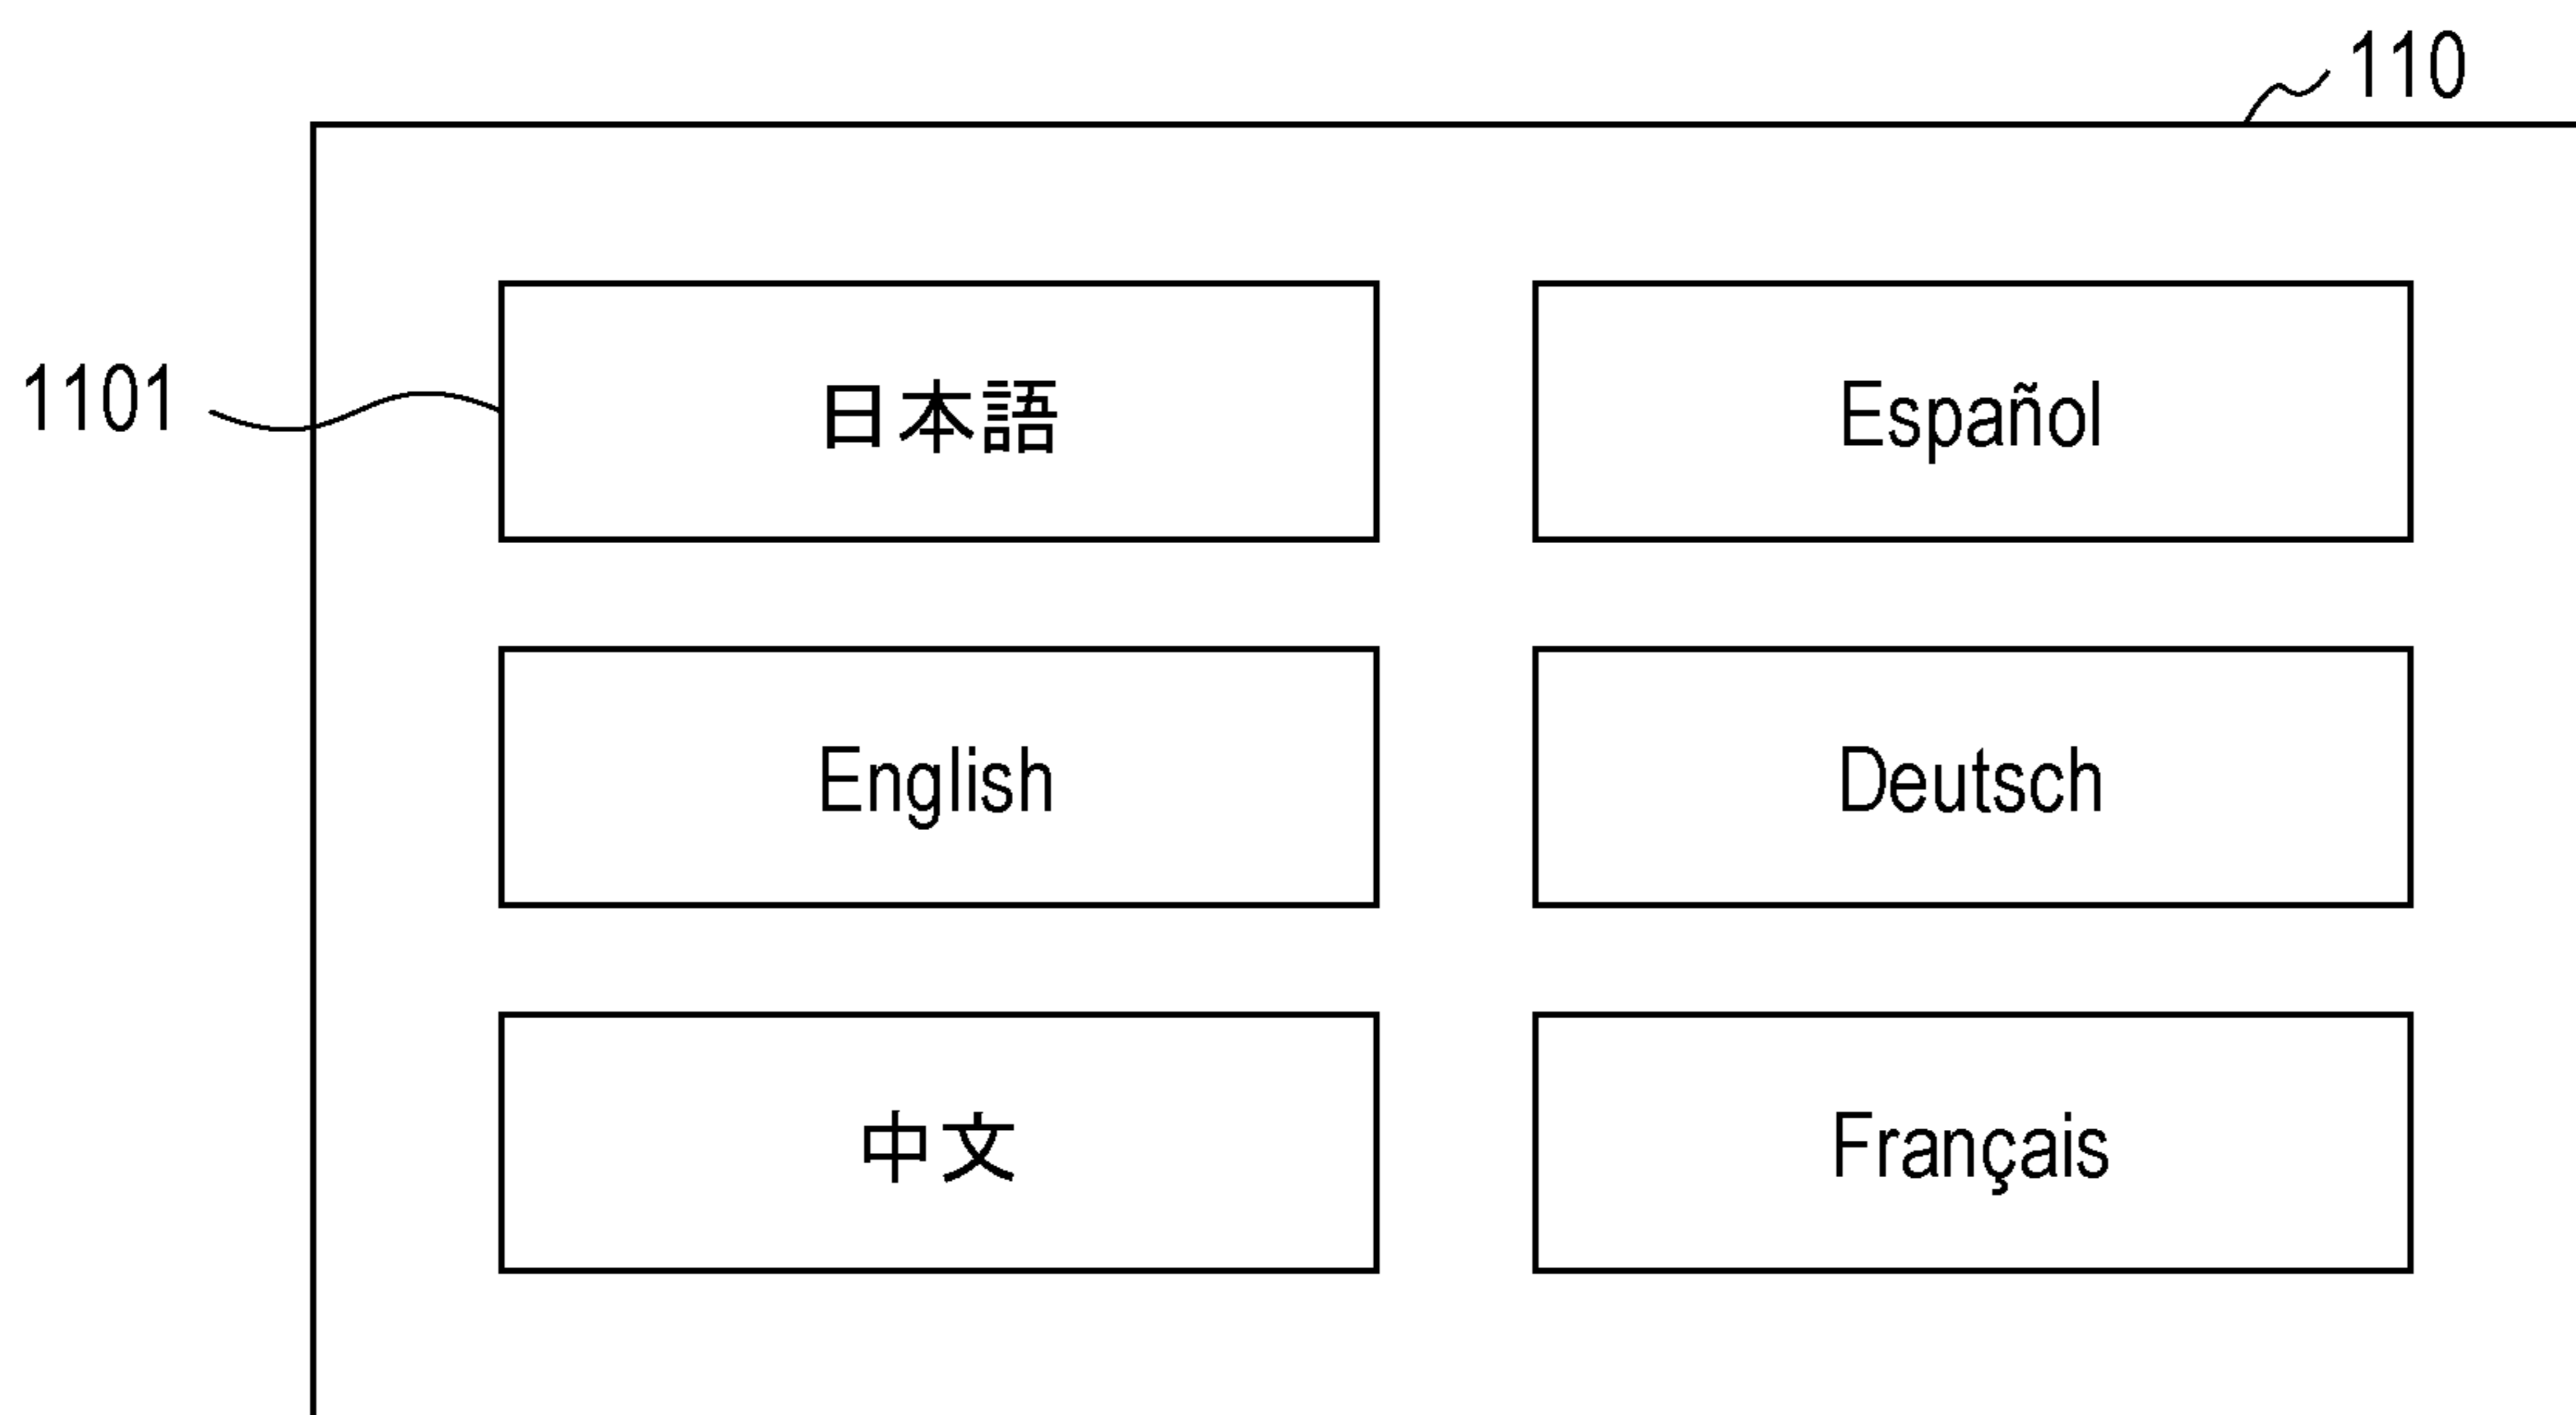 110
1101
日本語
Español
English
Deutsch
中文
Français